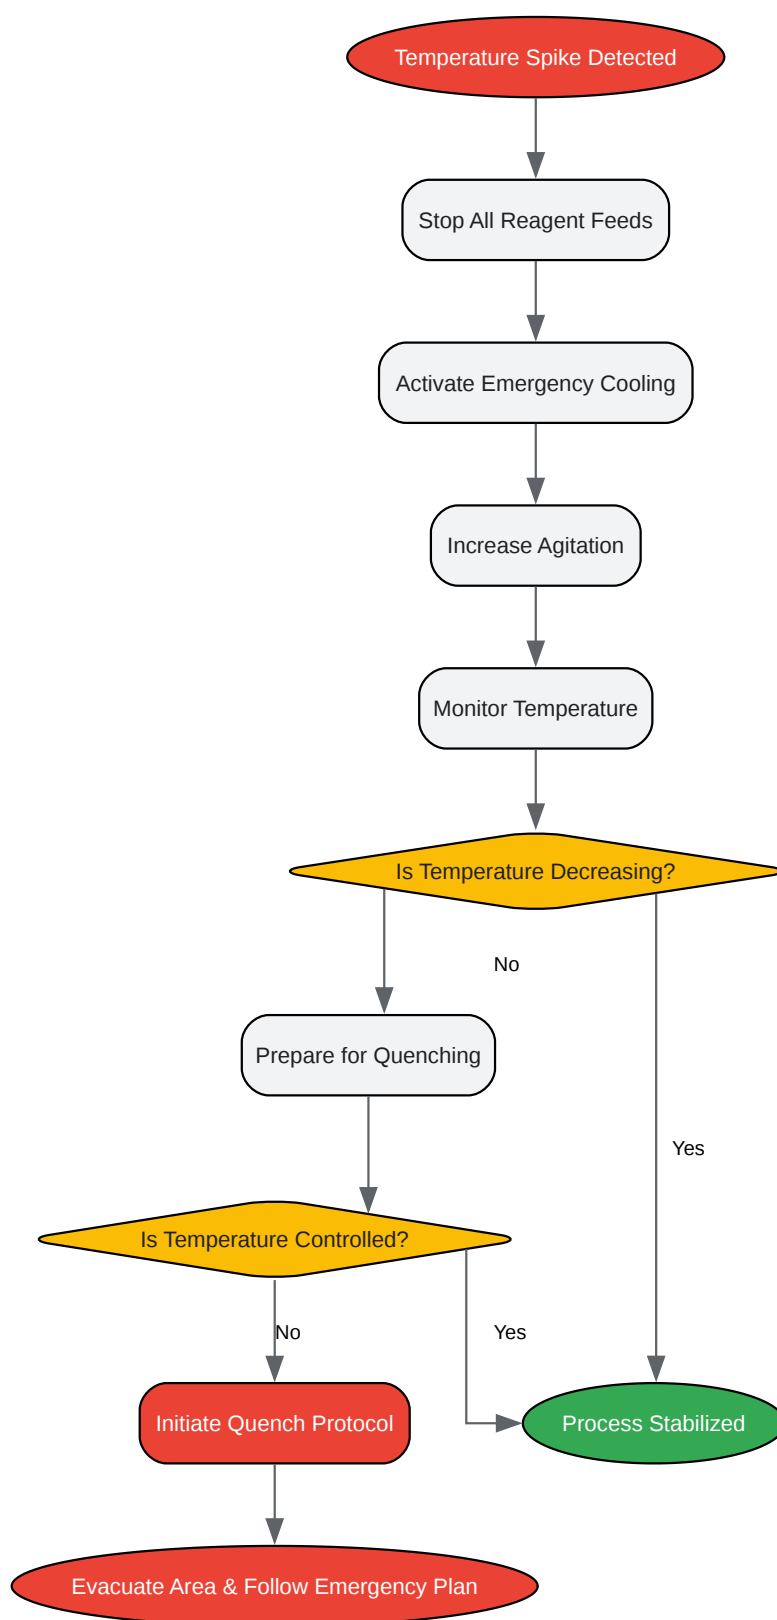 Temperature Spike Detected
Stop All Reagent Feeds
Activate Emergency Cooling
Increase Agitation
Monitor Temperature
Is Temperature Decreasing?
No
Prepare for Quenching
Yes
Is Temperature Controlled?
No
Yes
Initiate Quench Protocol
Process Stabilized
Evacuate Area & Follow Emergency Plan